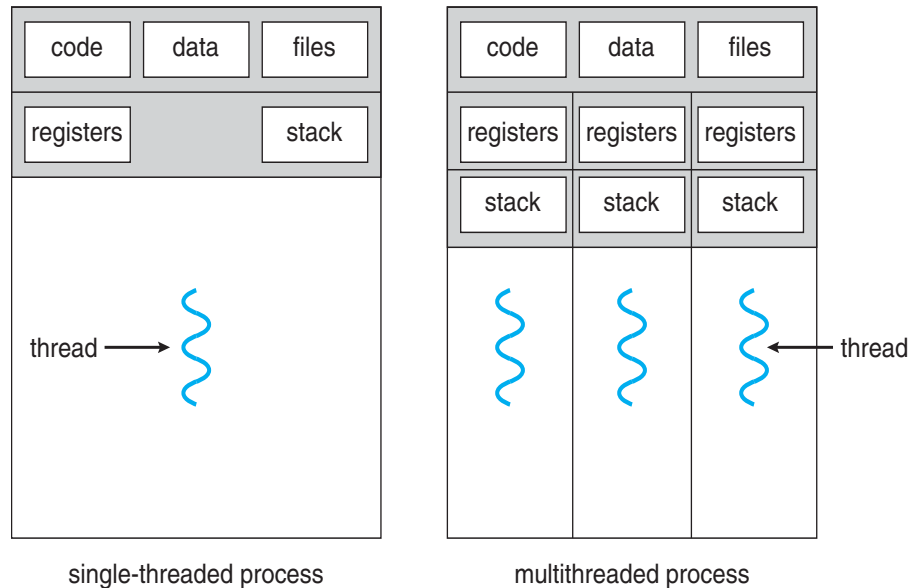 code data files
registers stack
thread
single-threaded process
code data files
registers registers registers
stack stack stack
thread
multithreaded process